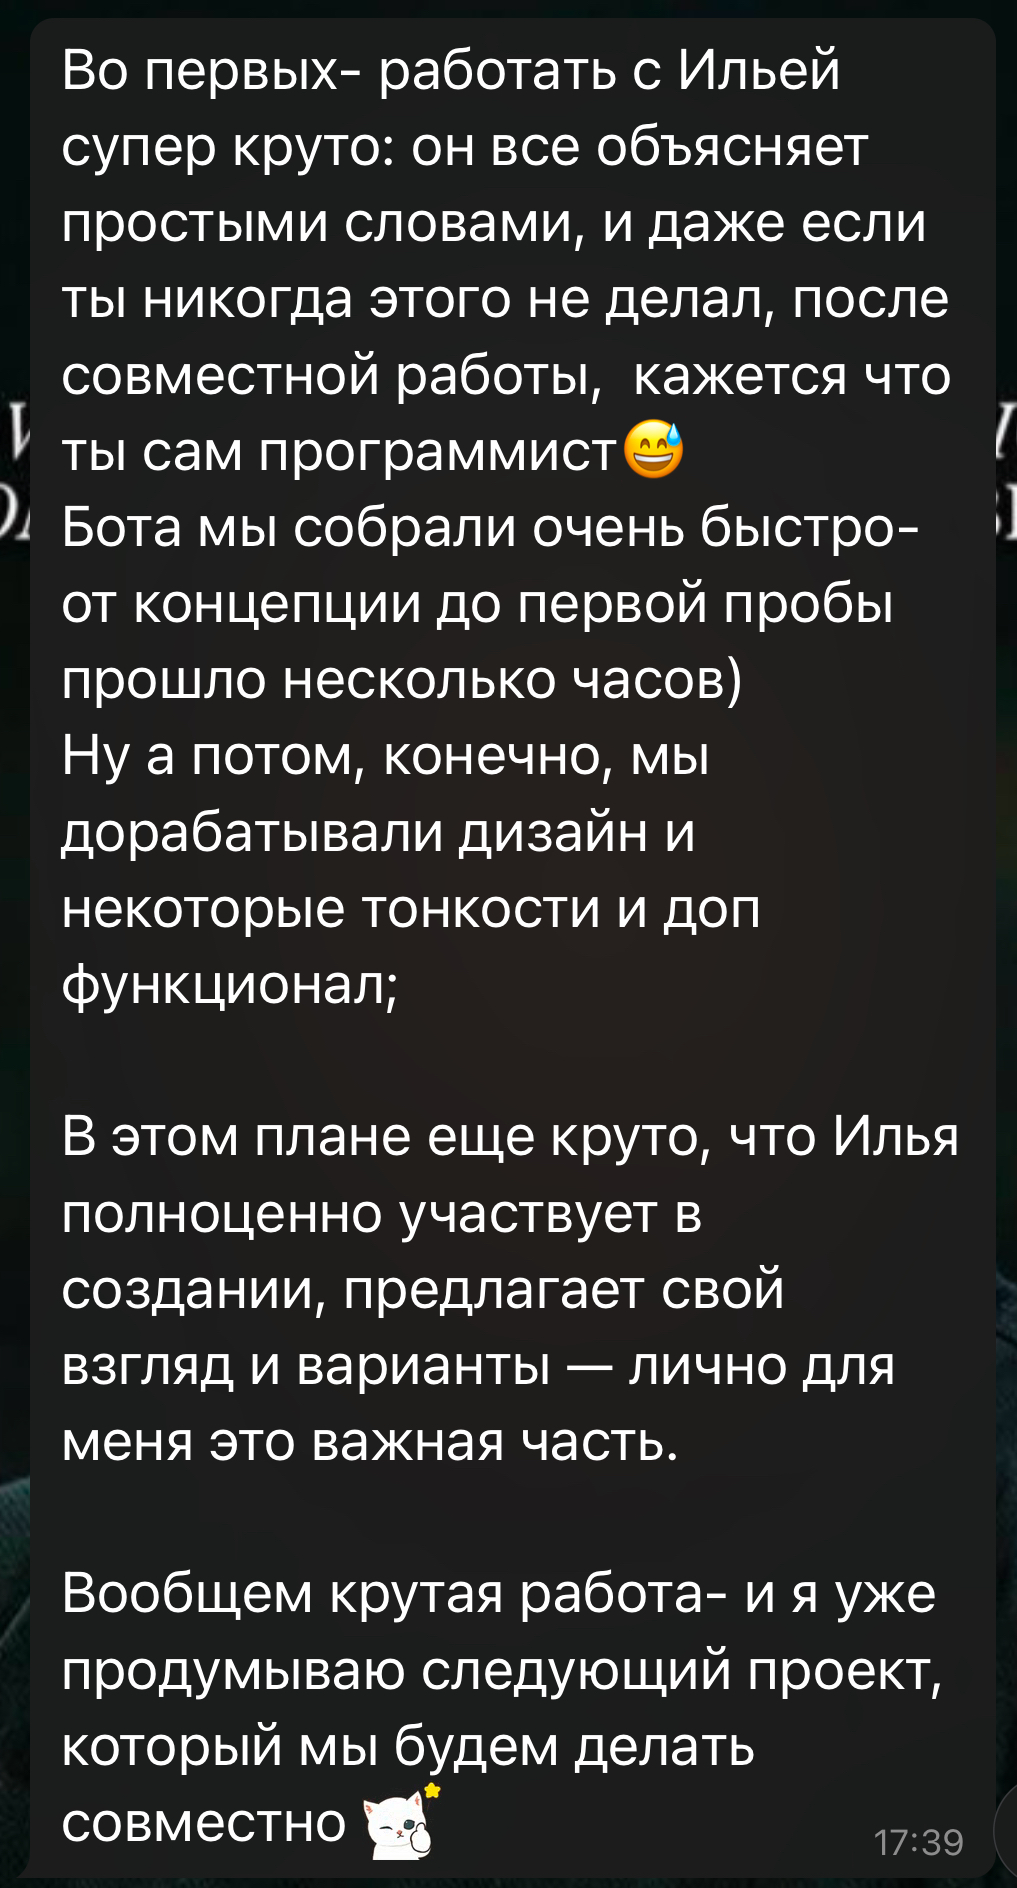 Во первых- работать с Ильей
супер круто: он все объясняет
простыми словами, и даже если
ты никогда этого не делал, после
совместной работы,  кажется что
ты сам программист😅
Бота мы собрали очень быстро-
от концепции до первой пробы
прошло несколько часов)
Ну а потом, конечно, мы
дорабатывали дизайн и
некоторые тонкости и доп
функционал;
В этом плане еще круто, что Илья
полноценно участвует в
создании, предлагает свой
взгляд и варианты — лично для
меня это важная часть.
Вообщем крутая работа- и я уже
продумываю следующий проект,
который мы будем делать
совместно
17:39